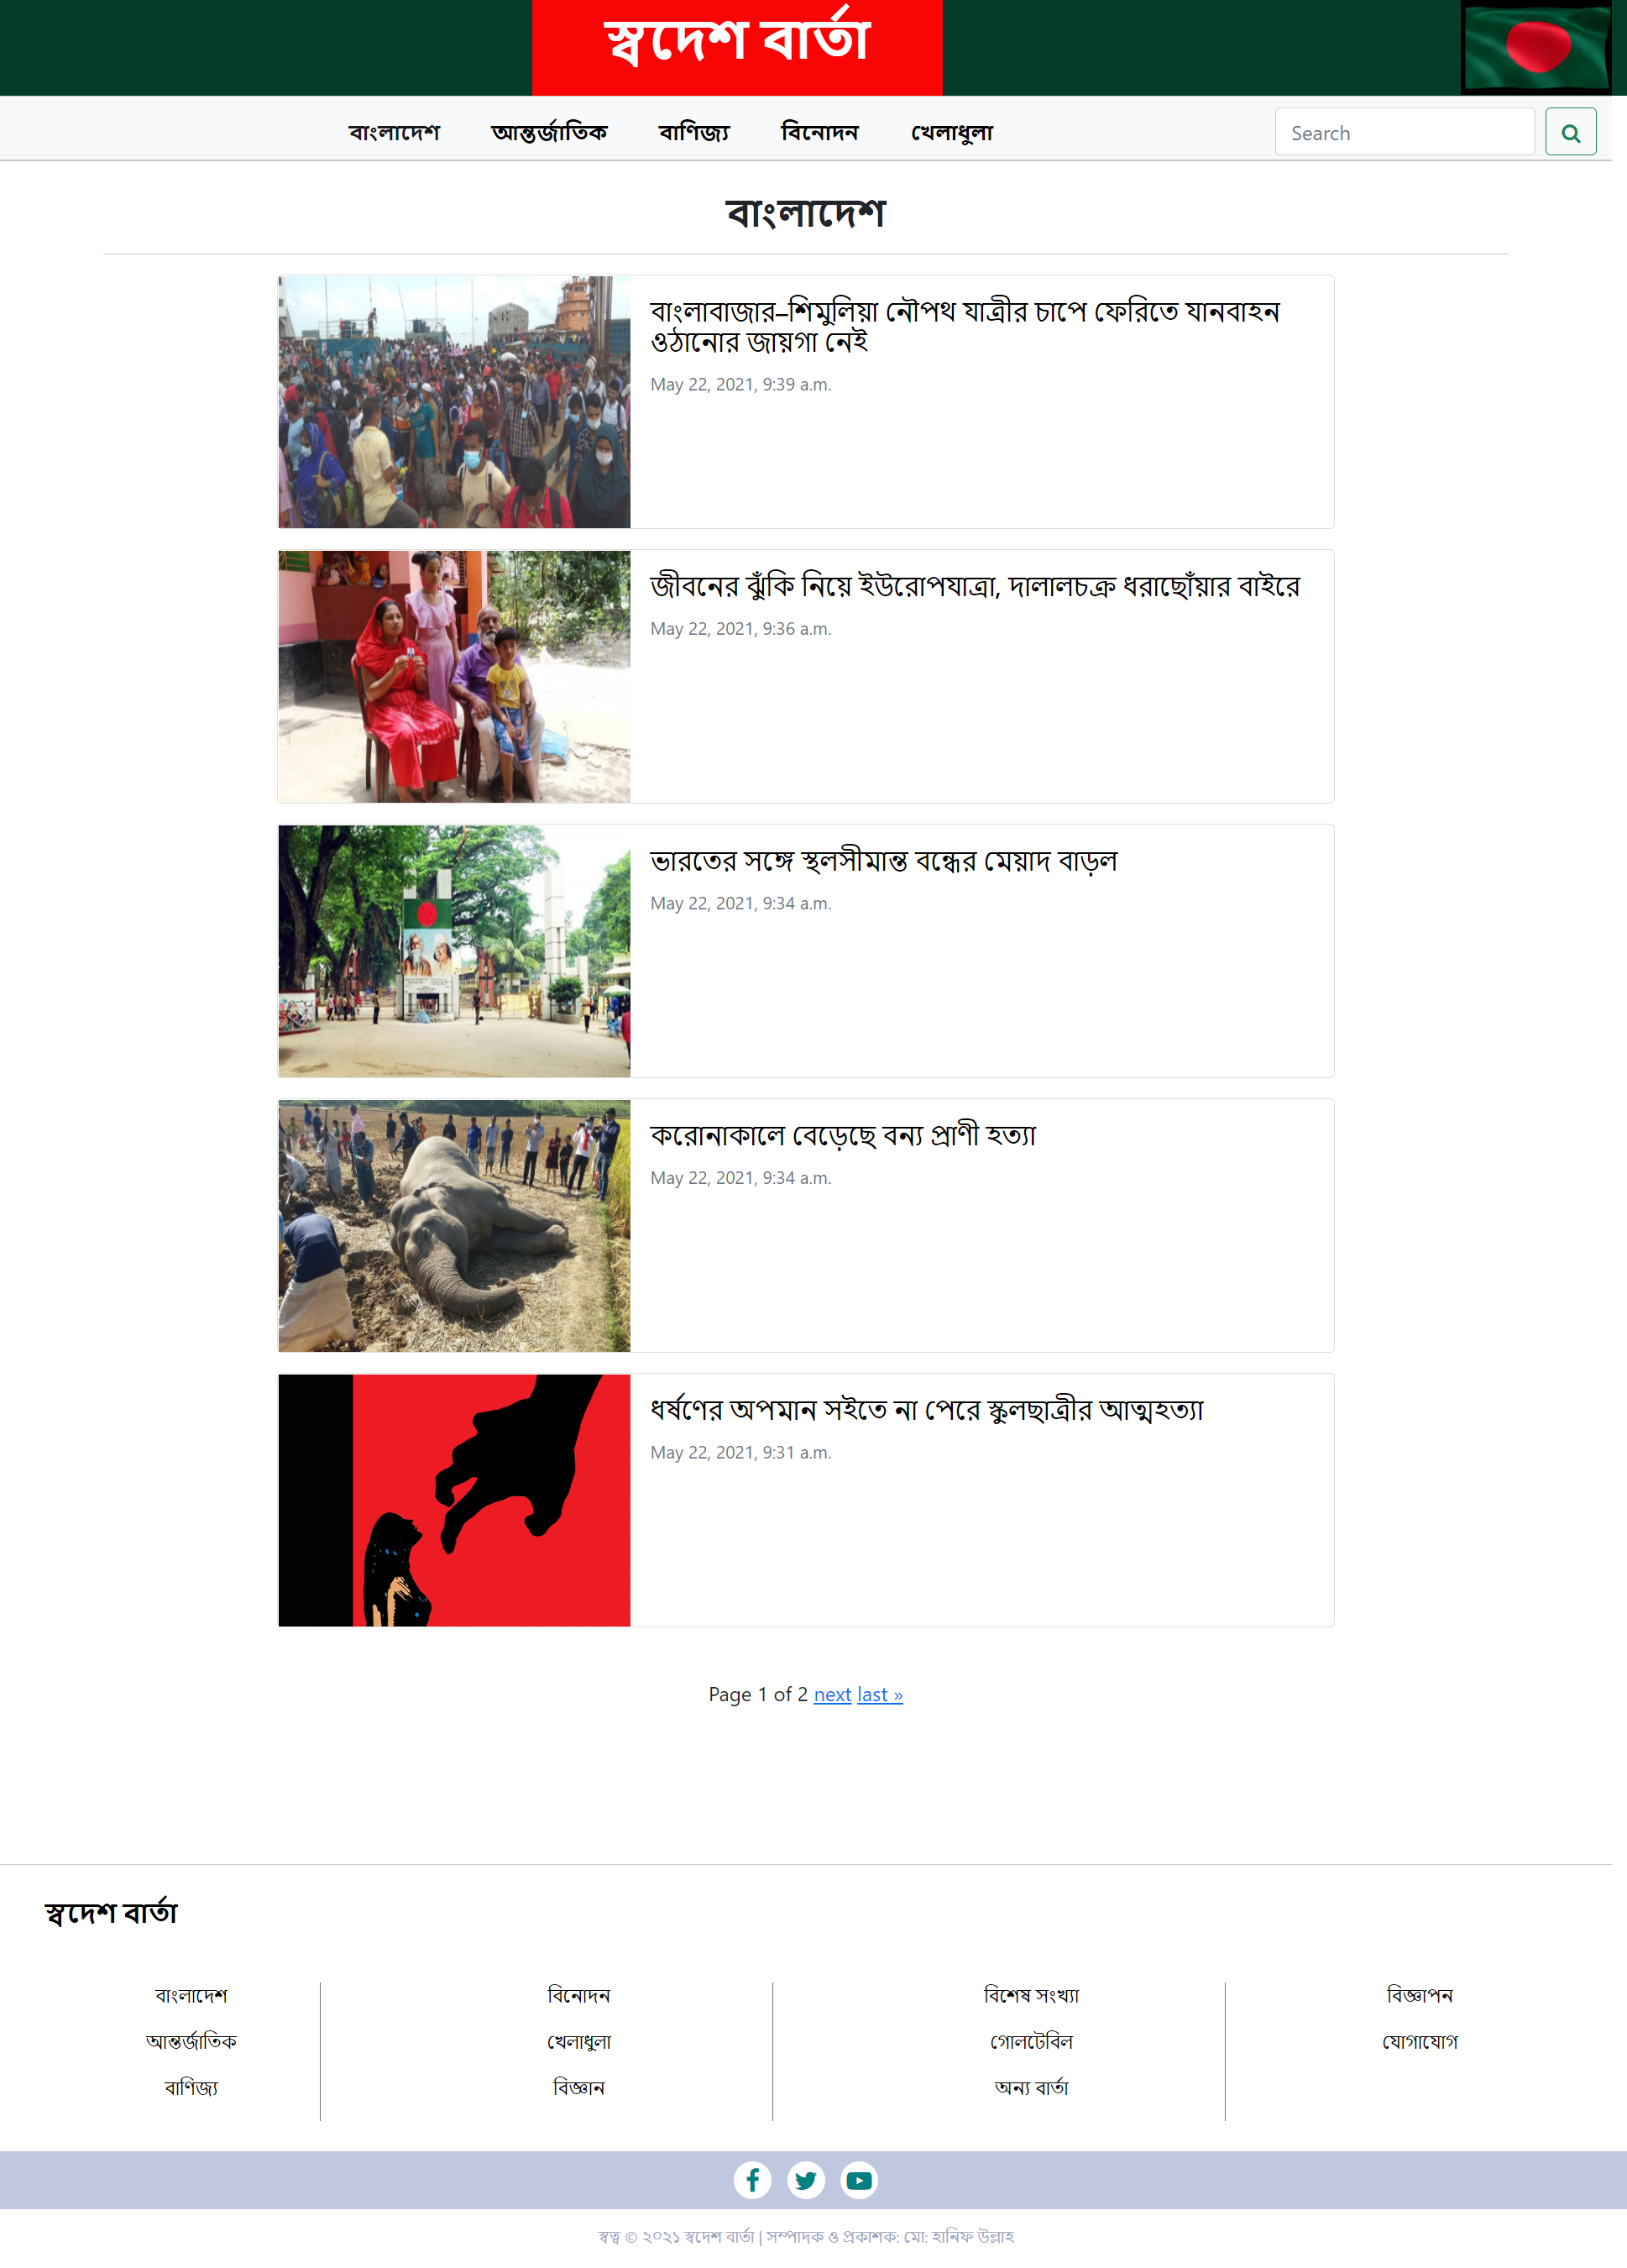 স্বদেশ বার্তা
বাংলাদেশ আন্তর্জাতিক বাণিজ্য বিনোদন খেলাধুলা Search
বাংলাদেশ
বাংলাবাজার–শিমুলিয়া নৌপথ যাত্রীর চাপে ফেরিতে যানবাহন
ওঠানোর জায়গা নেই
May 22, 2021, 9:39 a.m.
জীবনের ঝুঁকি নিয়ে ইউরোপযাত্রা, দালালচক্র ধরাছোঁয়ার বাইরে
May 22, 2021, 9:36 a.m.
ভারতের সঙ্গে স্থলসীমান্ত বন্ধের মেয়াদ বাড়ল
May 22, 2021, 9:34 a.m.
করোনাকালে বেড়েছে বন্য প্রাণী হত্যা
May 22, 2021, 9:34 a.m.
ধর্ষণের অপমান সইতে না পেরে স্কুলছাত্রীর আত্মহত্যা
May 22, 2021, 9:31 a.m.
Page 1 of 2 next last »
স্বদেশ বার্তা
বাংলাদেশ বিনোদন বিশেষ সংখ্যা বিজ্ঞাপন
আন্তর্জাতিক খেলাধুলা গোলটেবিল যোগাযোগ
বাণিজ্য বিজ্ঞান অন্য বার্তা
স্বত্ব © ২০২১ স্বদেশ বার্তা | সম্পাদক ও প্রকাশক: মো: হানিফ উল্লাহ